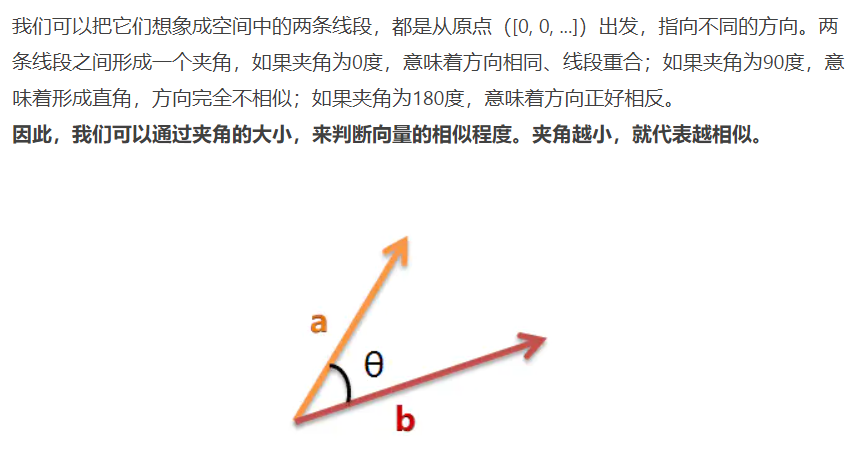 我们可以把它们想象成空间中的两条线段，都是从原点（[0, 0, ...]）出发，指向不同的方向。两
条线段之间形成一个夹角，如果夹角为0度，意味着方向相同、线段重合；如果夹角为90度，意
味着形成直角，方向完全不相似；如果夹角为180度，意味着方向正好相反。
因此，我们可以通过夹角的大小，来判断向量的相似程度。夹角越小，就代表越相似。
a
θ
b